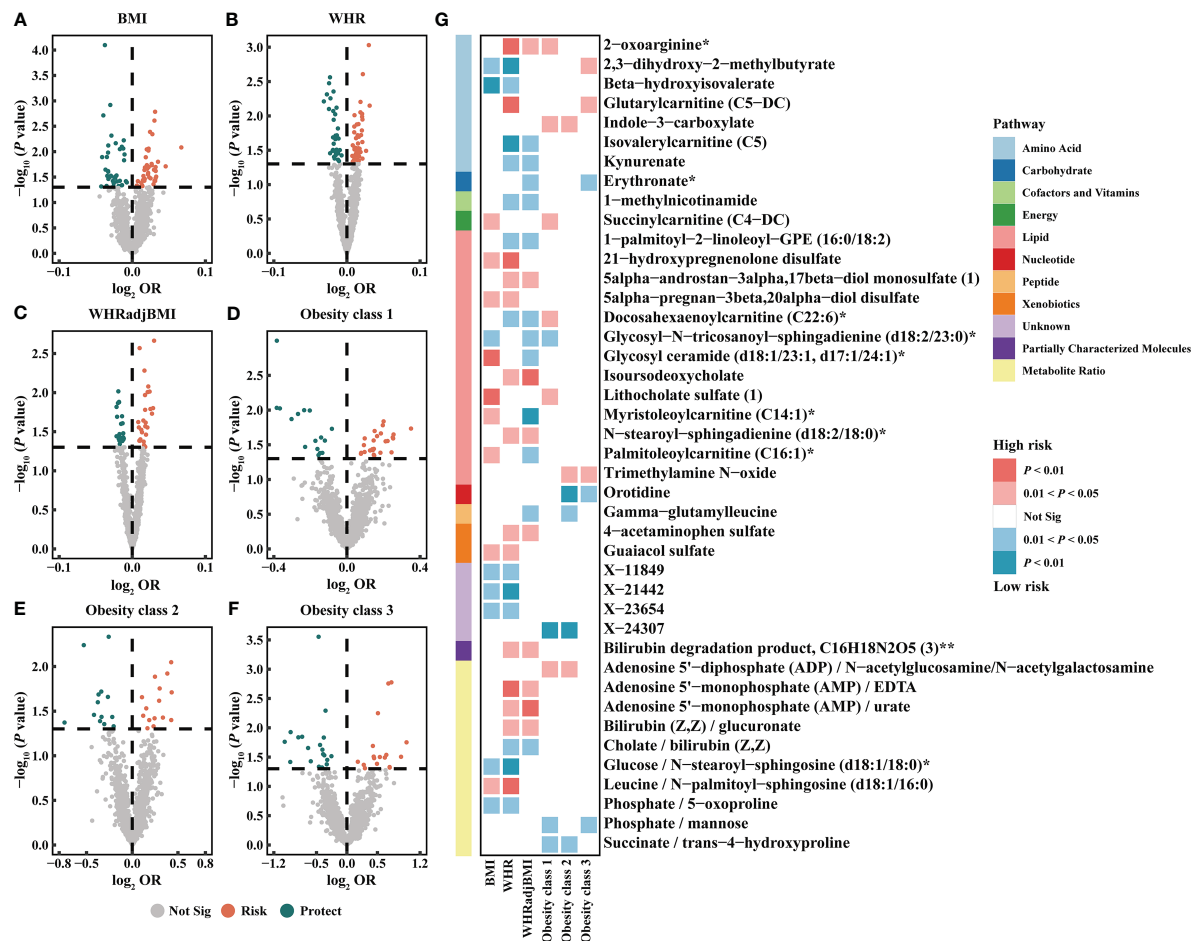 A
BMI
−log10 (P value)
4.0
3.5
3.0
2.5
2.0
1.5
1.0
0.5
0.0
−0.1
0.0
0.1
log2 OR
B
WHR
−log10 (P value)
3.0
2.5
2.0
1.5
1.0
0.5
0.0
−0.1
0.0
0.1
log2 OR
C
WHRadjBMI
−log10 (P value)
2.5
2.0
1.5
1.0
0.5
0.0
−0.1
0.0
0.1
log2 OR
D
Obesity class 1
−log10 (P value)
2.5
2.0
1.5
1.0
0.5
0.0
−0.4
−0.2
0.0
0.2
0.4
log2 OR
E
Obesity class 2
−log10 (P value)
2.0
1.5
1.0
0.5
0.0
−0.8
−0.5
0.0
0.5
0.8
log2 OR
F
Obesity class 3
−log10 (P value)
3.5
3.0
2.5
2.0
1.5
1.0
0.5
0.0
−1.2
−0.5
0.0
0.5
1.2
log2 OR
Not Sig
Risk
Protect
G
2−oxoarginine*
2,3−dihydroxy−2−methylbutyrate
Beta−hydroxyisovalerate
Glutarylcarnitine (C5−DC)
Indole−3−carboxylate
Isovalerylcarnitine (C5)
Kynurenate
Erythronate*
1−methylnicotinamide
Succinylcarnitine (C4−DC)
1−palmitoyl−2−linoleoyl−GPE (16:0/18:2)
21−hydroxypregnenolone disulfate
5alpha−androstan−3alpha,17beta−diol monosulfate (1)
5alpha−pregnan−3beta,20alpha−diol disulfate
Docosahexaenoylcarnitine (C22:6)*
Glycosyl−N−tricosanoyl−sphingadienine (d18:2/23:0)*
Glycosyl ceramide (d18:1/23:1, d17:1/24:1)*
Isoursodeoxycholate
Lithocholate sulfate (1)
Myristoleoylcarnitine (C14:1)*
N−stearoyl−sphingadienine (d18:2/18:0)*
Palmitoleoylcarnitine (C16:1)*
Trimethylamine N−oxide
Orotidine
Gamma−glutamylleucine
4−acetaminophen sulfate
Guaiacol sulfate
X−11849
X−21442
X−23654
X−24307
Bilirubin degradation product, C16H18N2O5 (3)**
Adenosine 5'−diphosphate (ADP) / N−acetylglucosamine/N−acetylgalactosamine
Adenosine 5'−monophosphate (AMP) / EDTA
Adenosine 5'−monophosphate (AMP) / urate
Bilirubin (Z,Z) / glucuronate
Cholate / bilirubin (Z,Z)
Glucose / N−stearoyl−sphingosine (d18:1/18:0)*
Leucine / N−palmitoyl−sphingosine (d18:1/16:0)
Phosphate / 5−oxoproline
Phosphate / mannose
Succinate / trans−4−hydroxyproline
BMI
WHR
WHRadjBMI
Obesity class 1
Obesity class 2
Obesity class 3
Pathway
Amino Acid
Carbohydrate
Cofactors and Vitamins
Energy
Lipid
Nucleotide
Peptide
Xenobiotics
Unknown
Partially Characterized Molecules
Metabolite Ratio
High risk
P < 0.01
0.01 < P < 0.05
Not Sig
0.01 < P < 0.05
P < 0.01
Low risk